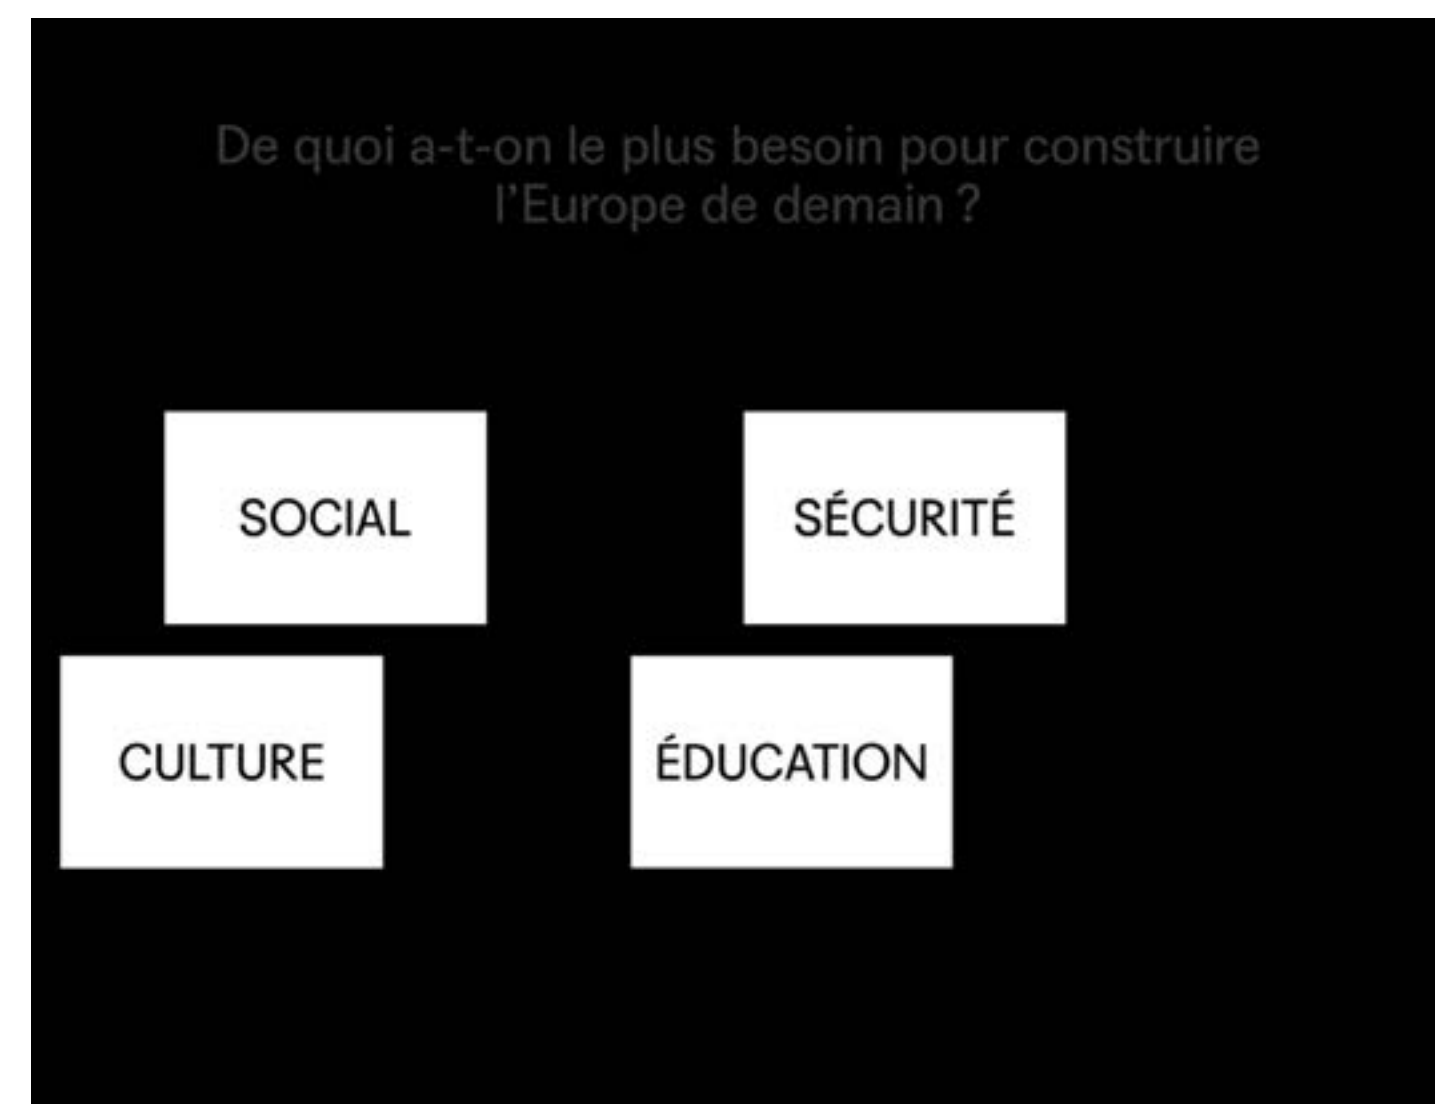 De quoi a-t-on le plus besoin pour construire
l’Europe de demain ?
SOCIAL
SÉCURITÉ
CULTURE
ÉDUCATION